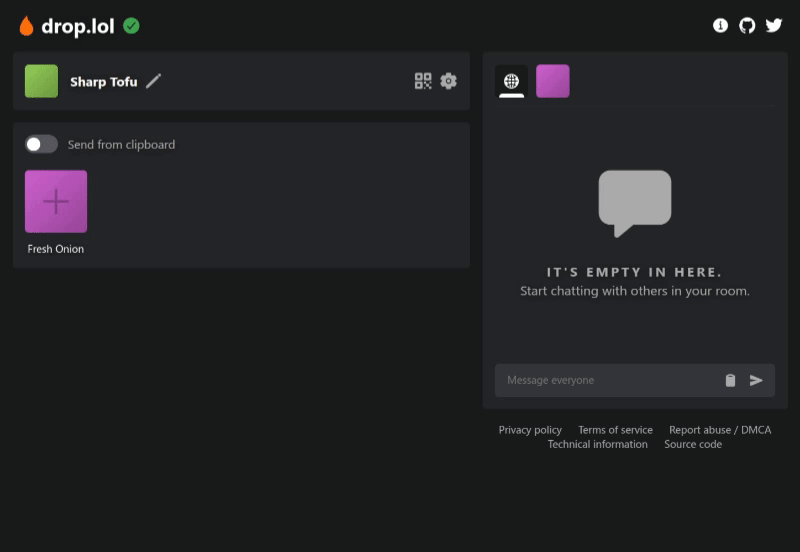 drop.lol
Sharp Tofu
Send from clipboard
Fresh Onion
IT'S EMPTY IN HERE.
Start chatting with others in your room.
Message everyone
Privacy policy Terms of service Report abuse / DMCA
Technical information Source code